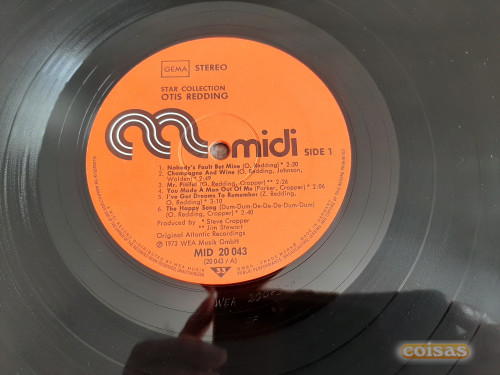 GEMA STEREO
STAR COLLECTION
OTIS REDDING
midi SIDE 1
1. Nobody's Fault But Mine (O. Redding) * 2:20
2. Champagne And Wine (O. Redding, Johnson,
Walden) * 2:49
3. Mr. Pitiful (O. Redding, Cropper) ** 2:26
4. You Made A Man Out Of Me (Parker, Cropper) * 2:06
5. I've Got Dreams To Remember (Z. Redding,
O. Redding) * 3:10
6. The Happy Song (Dum-Dum-De-De-De-Dum-Dum)
(O. Redding, Cropper) * 2:40
Produced by * Steve Cropper
** Jim Stewart
Original Atlantic Recordings
℗ 1973 WEA Musik GmbH
MID 20 043
(20 043 / A)
33
coisas